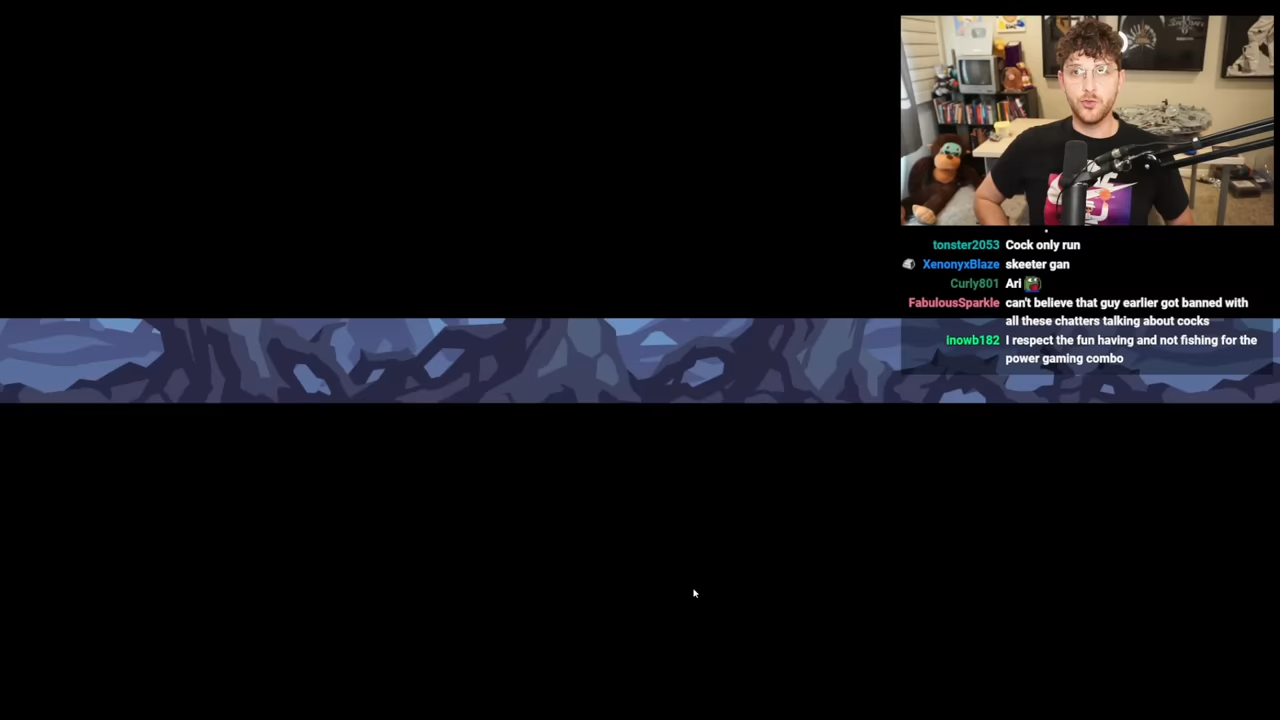 tonster2053 Cock only run
XenonyxBlaze skeeter gan
Curly801 Ari
FabulousSparkle can't believe that guy earlier got banned with
all these chatters talking about cocks
inowb182 I respect the fun having and not fishing for the
power gaming combo